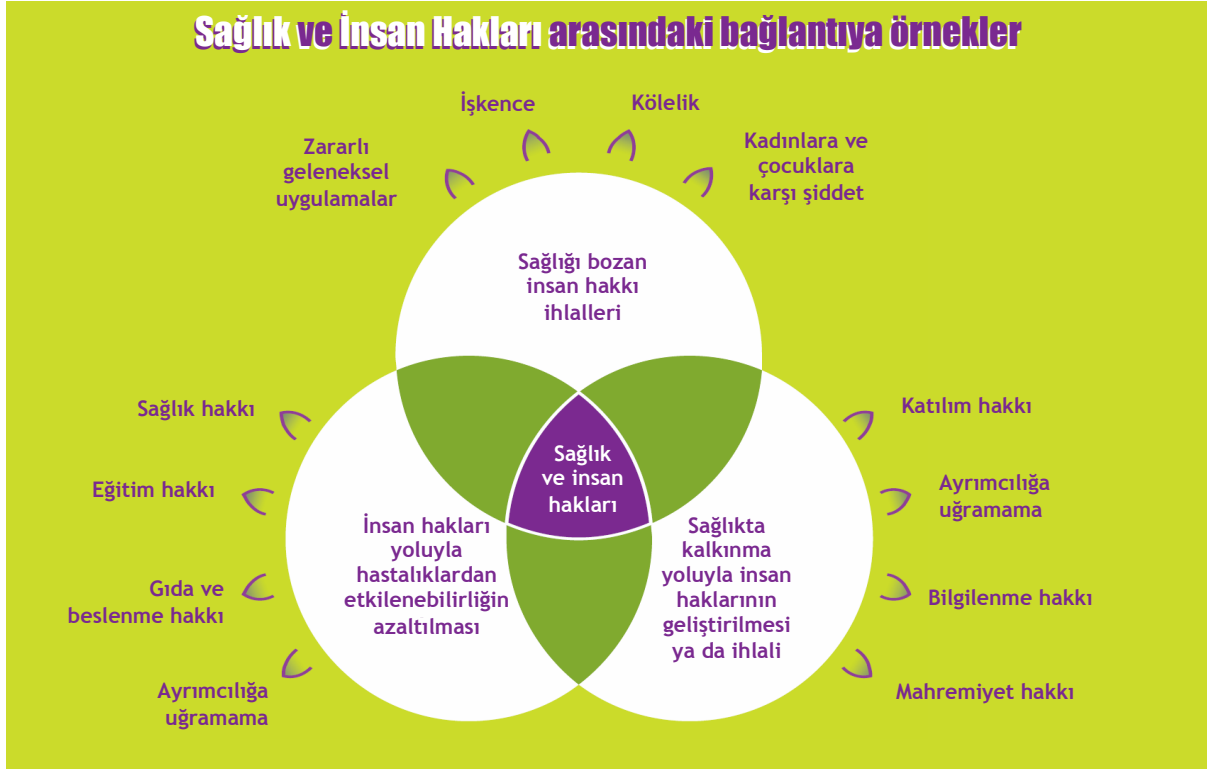 Sağlık ve İnsan Hakları arasındaki bağlantıya örnekler
İşkence
Kölelik
Zararlı
geleneksel
uygulamalar
Kadınlara ve
çocuklara
karşı şiddet
Sağlığı bozan
insan hakkı
ihlalleri
Sağlık hakkı
Eğitim hakkı
Gıda ve
beslenme hakkı
Ayrımcılığa
uğramama
İnsan hakları
yoluyla
hastalıklardan
etkilenebilirliğin
azaltılması
Sağlık
ve insan
hakları
Sağlıkta
kalkınma
yoluyla insan
haklarının
geliştirilmesi
ya da ihlali
Katılım hakkı
Ayrımcılığa
uğramama
Bilgilenme hakkı
Mahremiyet hakkı